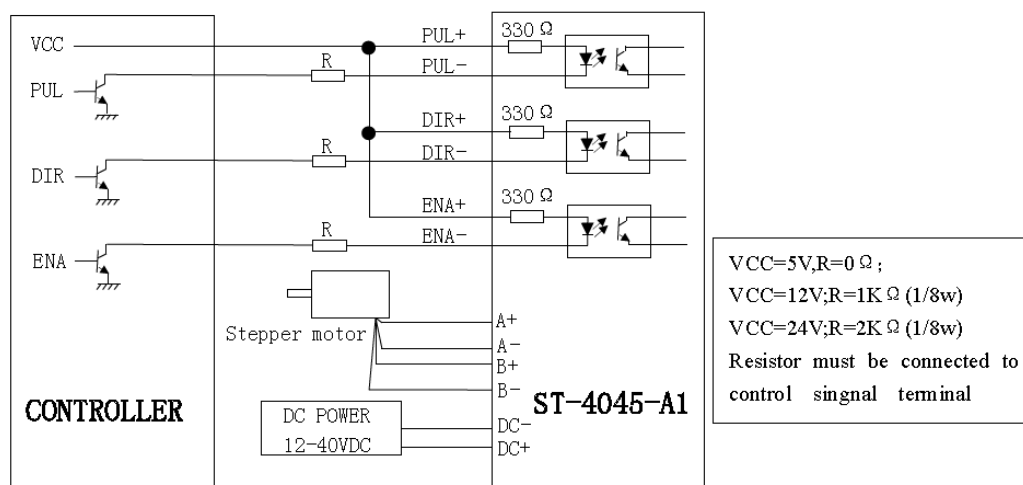 VCC
PUL
DIR
ENA
CONTROLLER
R
R
R
PUL+
PUL−
DIR+
DIR−
ENA+
ENA−
330 Ω
330 Ω
330 Ω
Stepper motor
DC POWER
12-40VDC
A+
A−
B+
B−
DC−
DC+
ST-4045-A1
VCC=5V,R=0 Ω;
VCC=12V;R=1K Ω (1/8w)
VCC=24V;R=2K Ω (1/8w)
Resistor must be connected to
control singnal terminal